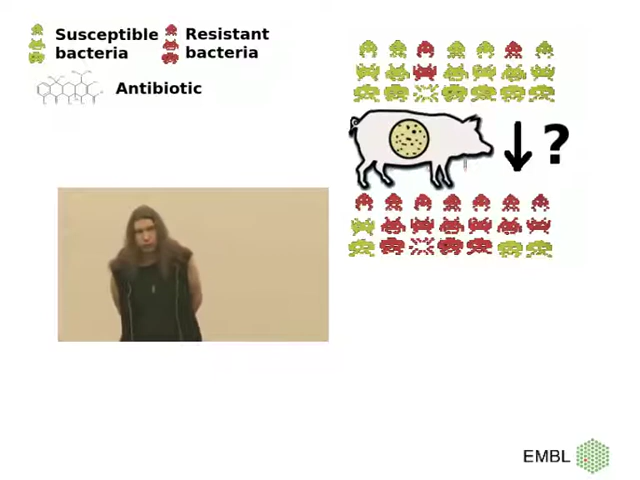 Susceptible
bacteria
Resistant
bacteria
Antibiotic
?
EMBL